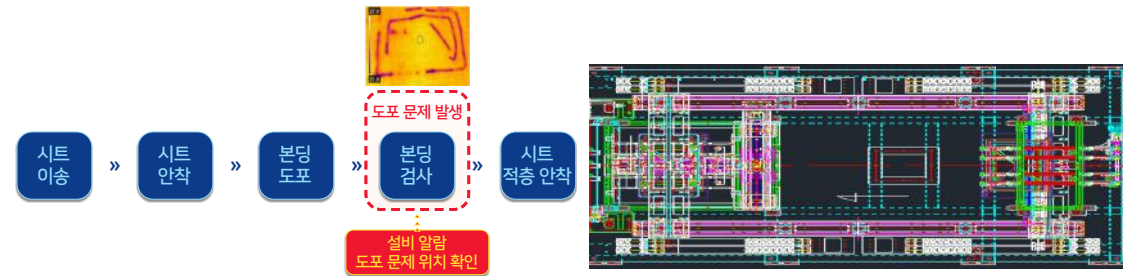 도포 문제 발생
시트
이송
»
시트
안착
»
본딩
도포
»
본딩
검사
»
시트
적층 안착
설비 알람
도포 문제 위치 확인